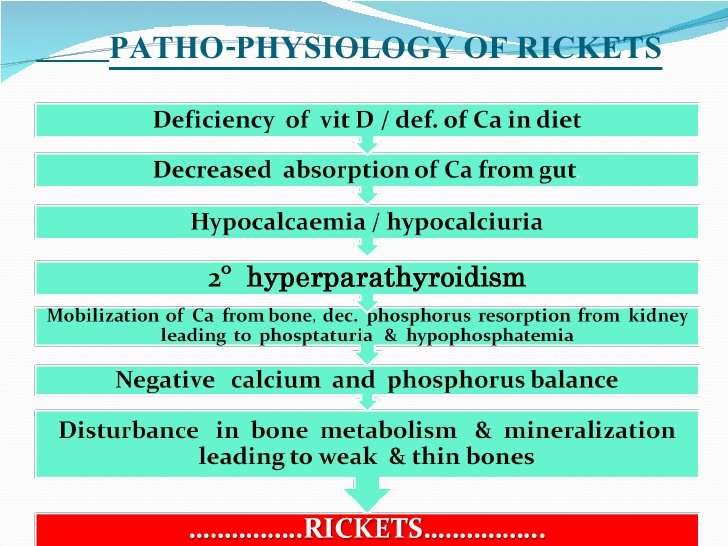 PATHO-PHYSIOLOGY OF RICKETS
Deficiency of vit D / def. of Ca in diet
Decreased absorption of Ca from gut.
Hypocalcaemia / hypocalciuria
2° hyperparathyroidism
Mobilization of Ca from bone, dec. phosphorus resorption from kidney
leading to phosptaturia & hypophosphatemia
Negative calcium and phosphorus balance
Disturbance in bone metabolism & mineralization
leading to weak & thin bones
................RICKETS.................